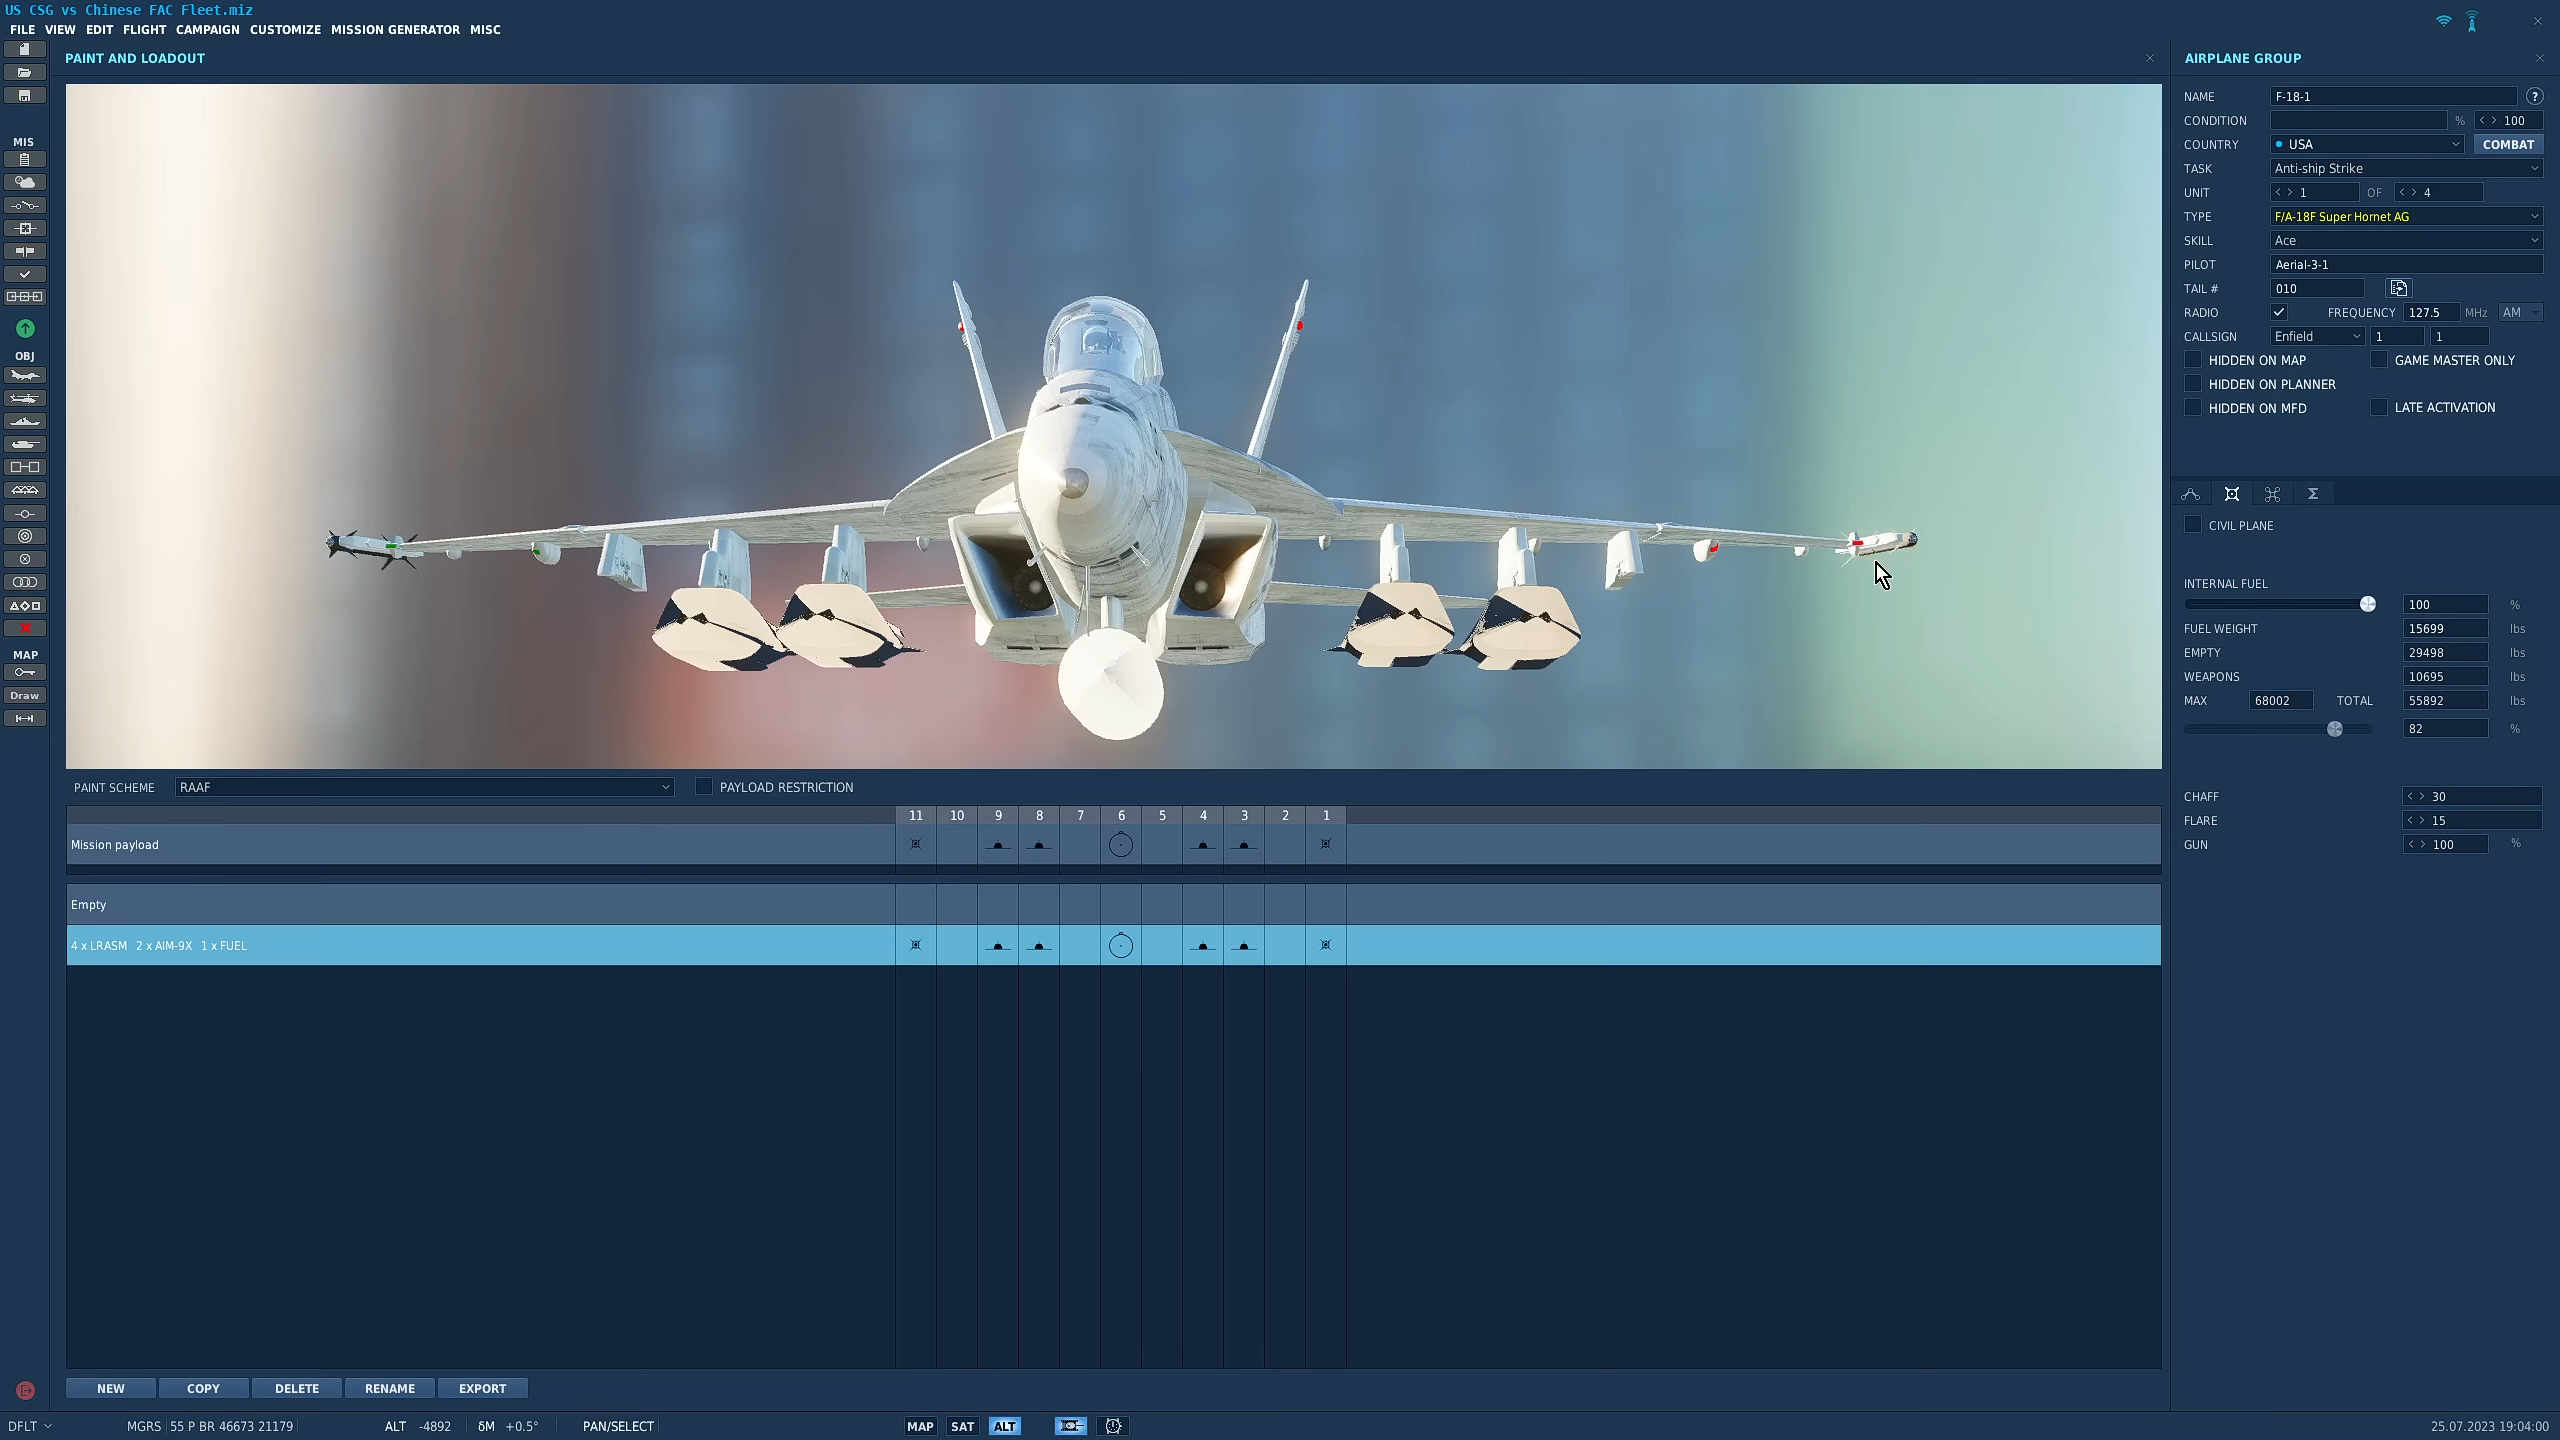 US CSG vs Chinese FAC Fleet.miz
FILE VIEW EDIT FLIGHT CAMPAIGN CUSTOMIZE MISSION GENERATOR MISC
PAINT AND LOADOUT
MIS
OBJ
MAP
Draw
PAINT SCHEME RAAF PAYLOAD RESTRICTION
11 10 9 8 7 6 5 4 3 2 1
Mission payload
Empty
4 x LRASM 2 x AIM-9X 1 x FUEL
NEW COPY DELETE RENAME EXPORT
AIRPLANE GROUP
NAME F-18-1 ?
CONDITION % < > 100
COUNTRY USA COMBAT
TASK Anti-ship Strike
UNIT < > 1 OF < > 4
TYPE F/A-18F Super Hornet AG
SKILL Ace
PILOT Aerial-3-1
TAIL # 010
RADIO FREQUENCY 127.5 MHz AM
CALLSIGN Enfield 1 1
HIDDEN ON MAP GAME MASTER ONLY
HIDDEN ON PLANNER
HIDDEN ON MFD LATE ACTIVATION
CIVIL PLANE
INTERNAL FUEL
100 %
FUEL WEIGHT 15699 lbs
EMPTY 29498 lbs
WEAPONS 10695 lbs
MAX 68002 TOTAL 55892 lbs
82 %
CHAFF < > 30
FLARE < > 15
GUN < > 100 %
DFLT MGRS 55 P BR 46673 21179 ALT -4892 δM +0.5° PAN/SELECT MAP SAT ALT 25.07.2023 19:04:00